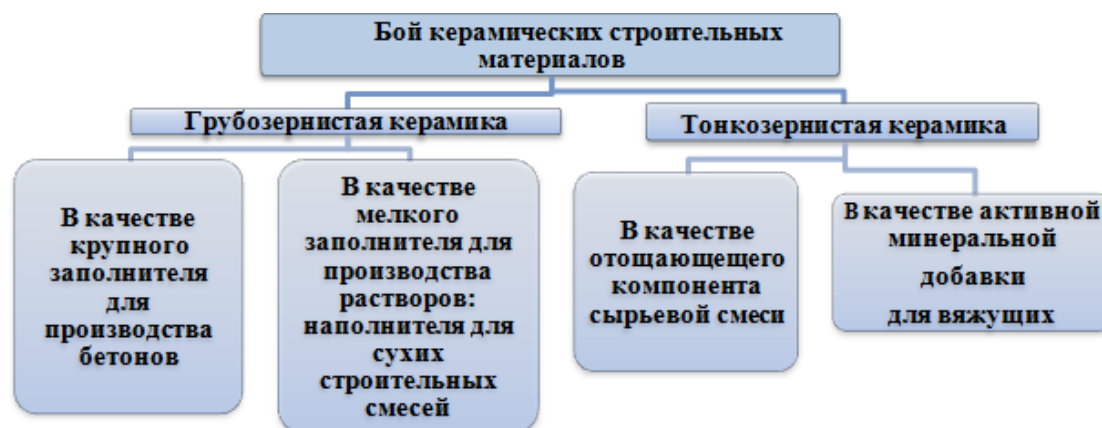 Бой керамических строительных
материалов
Грубозернистая керамика
Тонкозернистая керамика
В качестве
крупного
заполнителя
для
производства
бетонов
В качестве
мелкого
заполнителя для
производства
растворов:
наполнителя для
сухих
строительных
смесей
В качестве
отощающещего
компонента
сырьевой смеси
В качестве активной
минеральной
добавки
для вяжущих